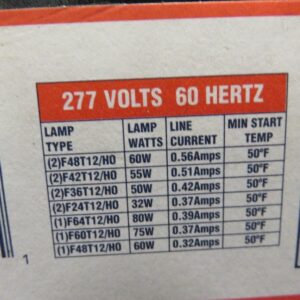 277 VOLTS 60 HERTZ
LAMP TYPE LAMP WATTS LINE CURRENT MIN START TEMP
(2)F48T12/HO 60W 0.56Amps 50°F
(2)F42T12/HO 55W 0.51Amps 50°F
(2)F36T12/HO 50W 0.42Amps 50°F
(2)F24T12/HO 32W 0.37Amps 50°F
(1)F64T12/HO 80W 0.39Amps 50°F
(1)F60T12/HO 75W 0.37Amps 50°F
(1)F48T12/HO 60W 0.32Amps 50°F
1